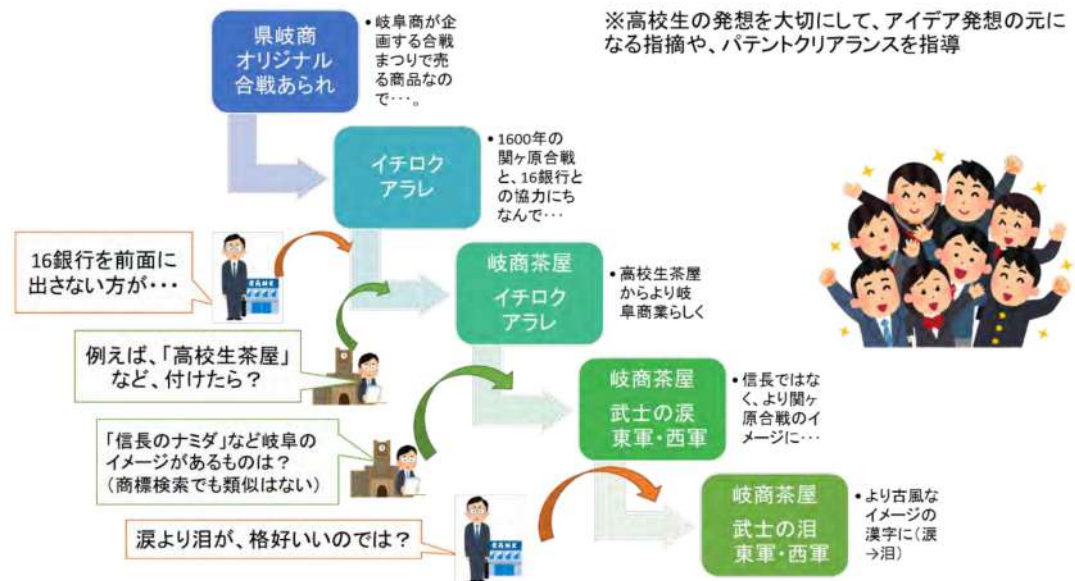 ※高校生の発想を大切にして、アイデア発想の元に
なる指摘や、パテントクリアランスを指導
県岐商
オリジナル
合戦あられ
• 岐阜商が企
画する合戦
まつりで売
る商品なの
で・・・。
イチロク
アラレ
• 1600年の
関ヶ原合戦
と、16銀行と
の協力にち
なんで・・・
16銀行を前面に
出さない方が・・・
BANK
岐商茶屋
イチロク
アラレ
• 高校生茶屋
からより岐
阜商業らしく
例えば、「高校生茶屋」
など、付けたら？
岐商茶屋
武士の涙
東軍・西軍
• 信長ではな
く、より関ヶ
原合戦のイ
メージに・・・
「信長のナミダ」など岐阜の
イメージがあるものは？
（商標検索でも類似はない）
岐商茶屋
武士の泪
東軍・西軍
• より古風な
イメージの
漢字に（涙
→泪）
涙より泪が、格好いいのでは？
BANK